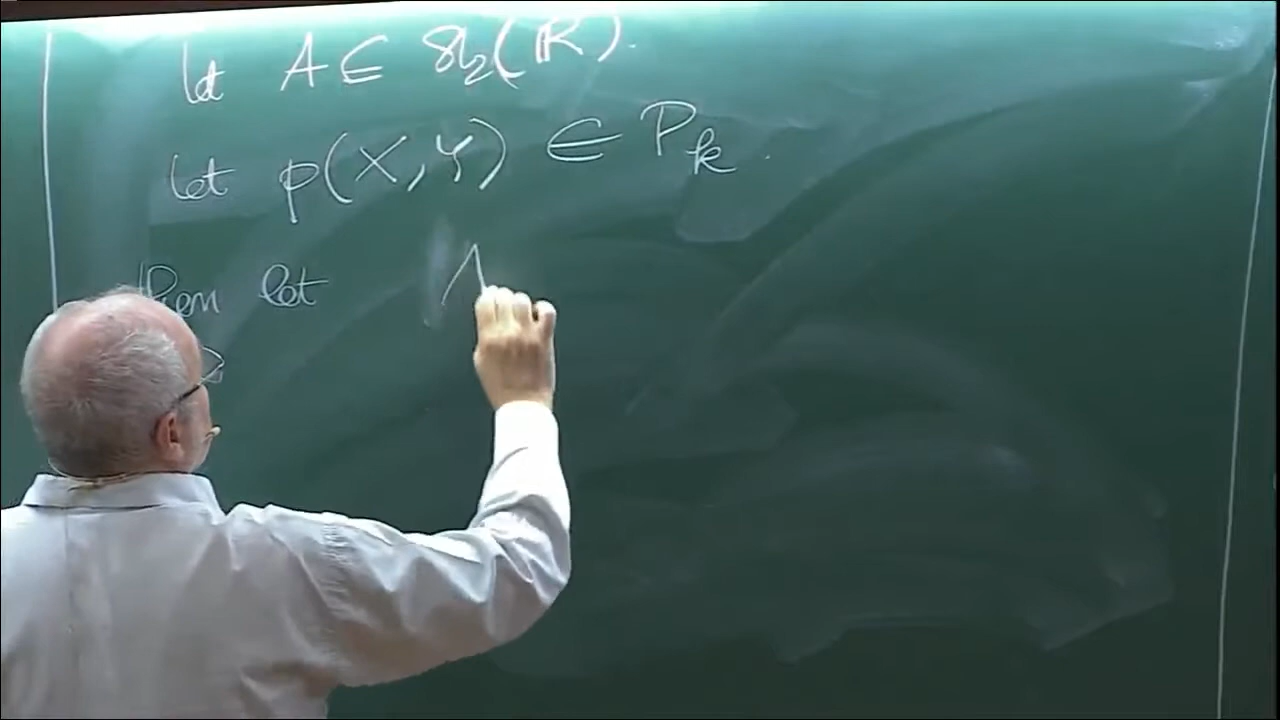 let A ∈ sl₂(ℝ).
let p(X,Y) ∈ P_k.
Then let